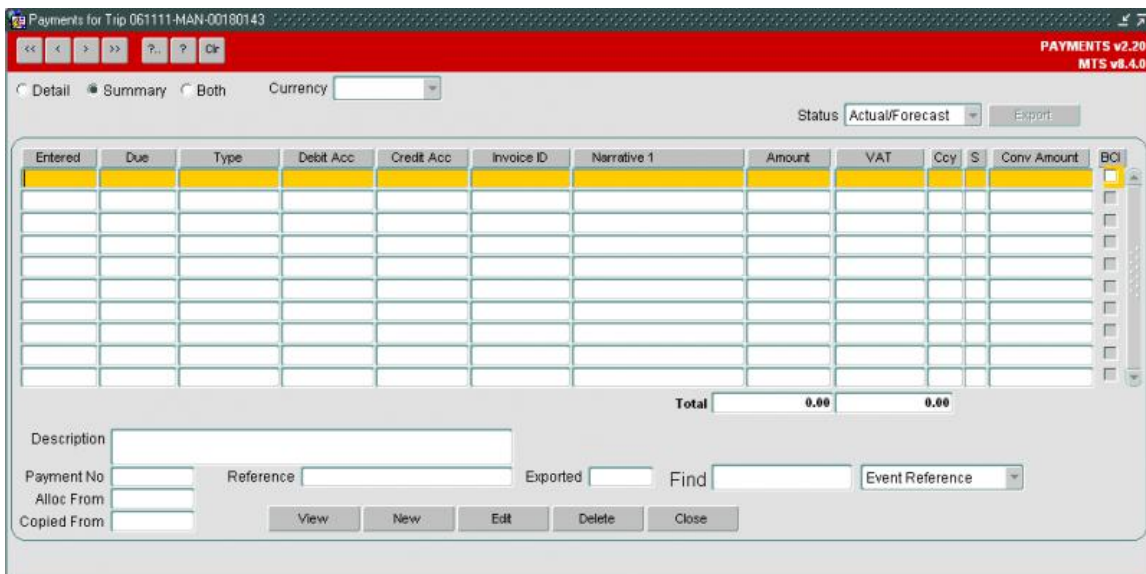 Payments for Trip 061111-MAN-00180143
<< < > >> ?.. ? Clr PAYMENTS v2.20
MTS v8.4.0
Detail Summary Both Currency
Status Actual/Forecast Export
Entered Due Type Debit Acc Credit Acc Invoice ID Narrative 1 Amount VAT Ccy S Conv Amount BCI
Total 0.00 0.00
Description
Payment No Reference Exported Find Event Reference
Alloc From
Copied From View New Edit Delete Close